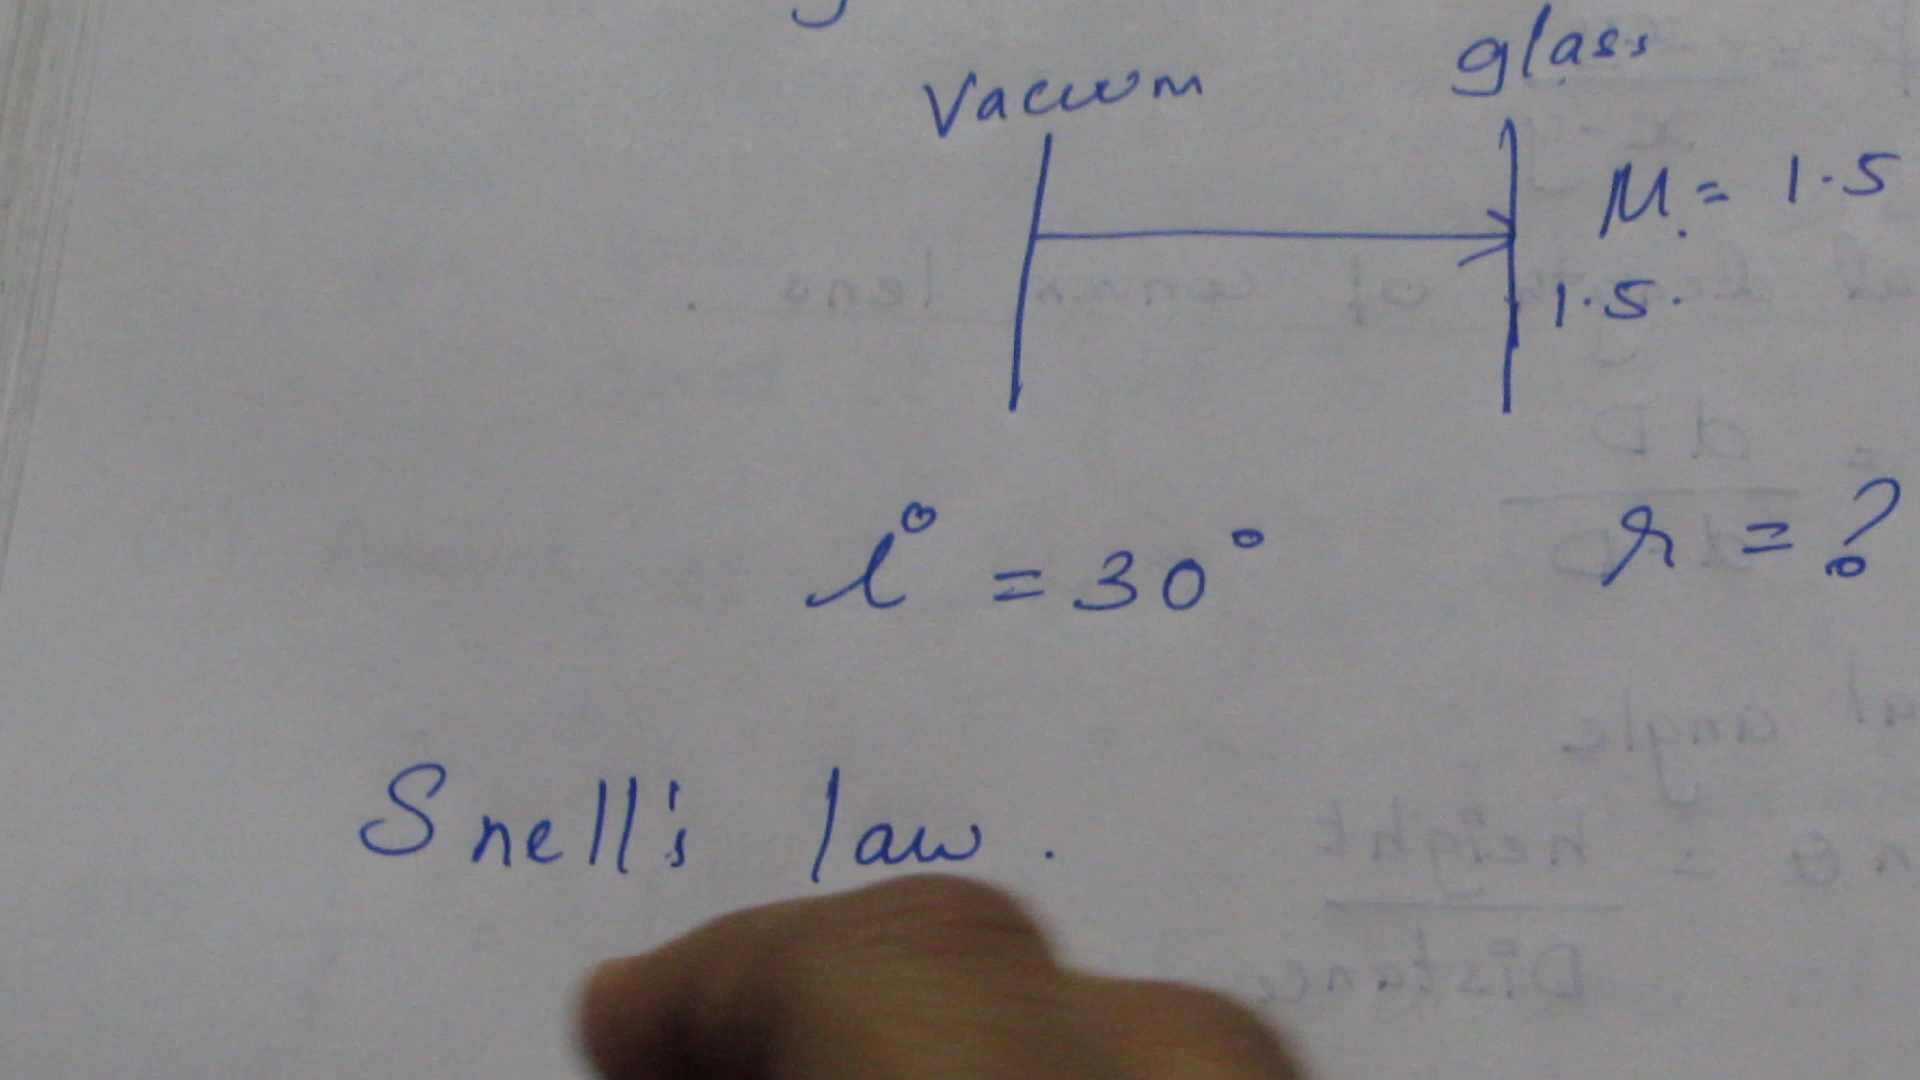 Vacuum glass
μ = 1.5
1.5.
i = 30° r = ?
Snell's law.